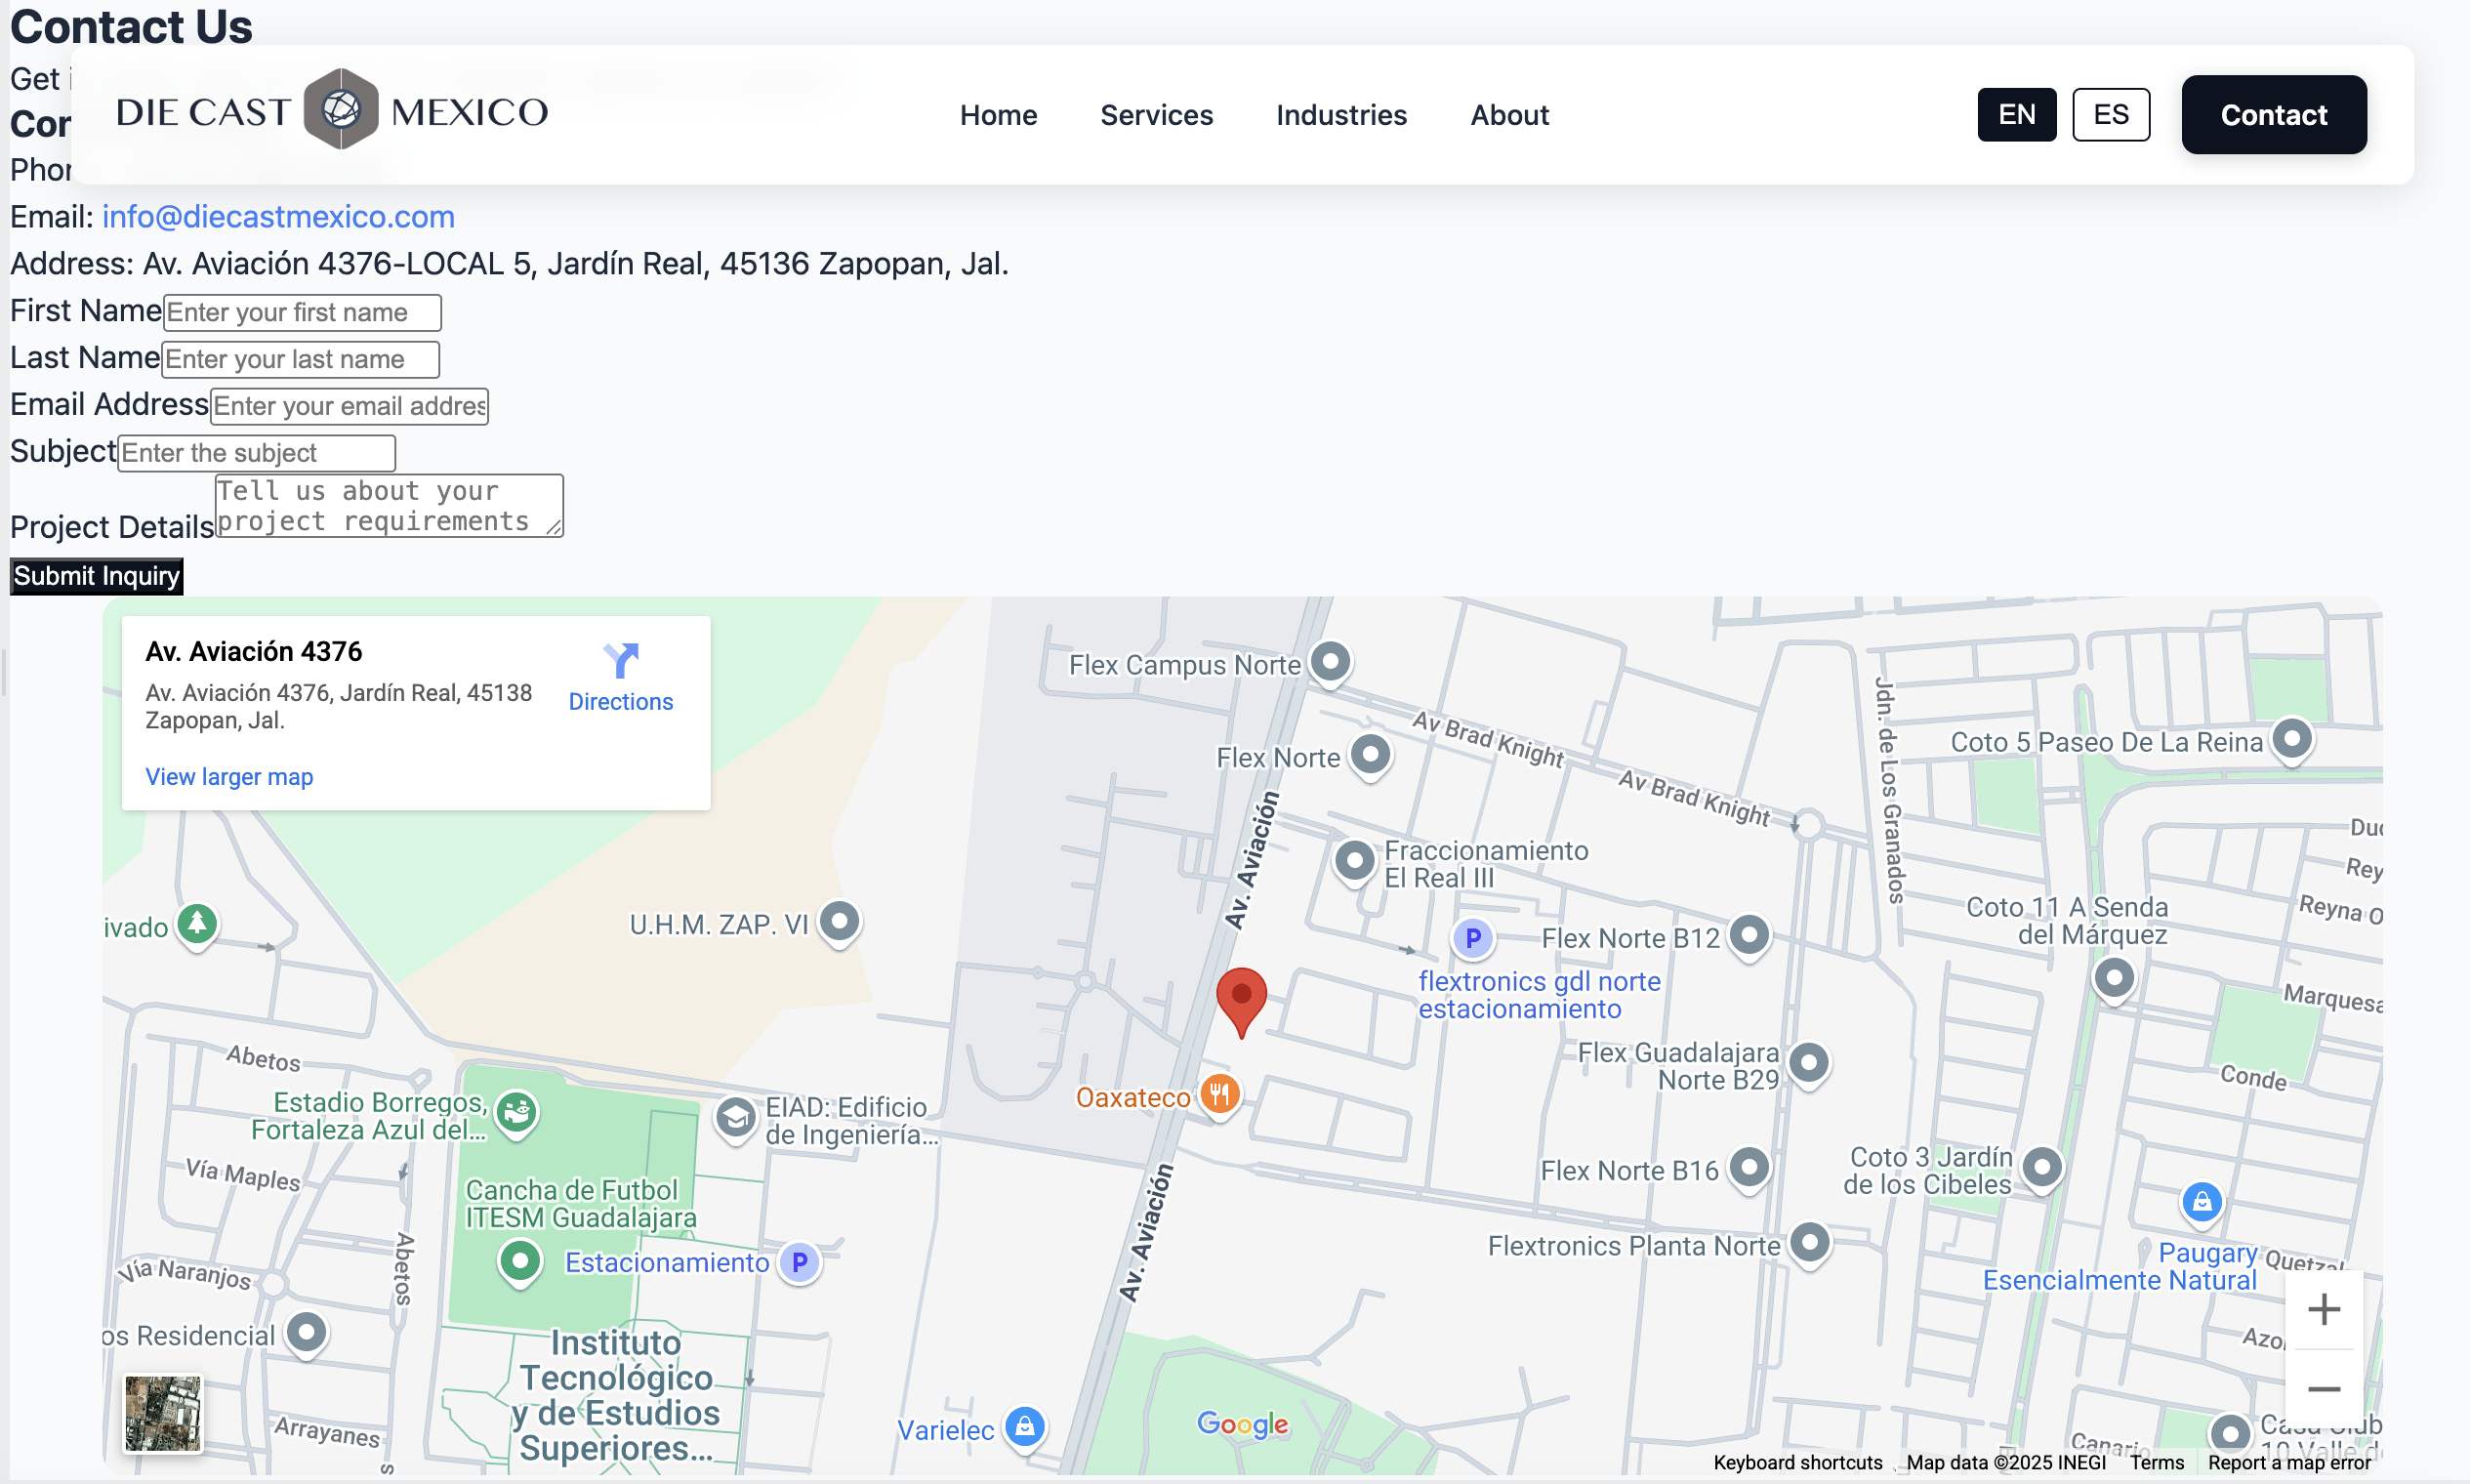 Contact Us
Get i
DIE CAST MEXICO
Home
Services
Industries
About
EN
ES
Contact
Cor
Phor
Email: info@diecastmexico.com
Address: Av. Aviación 4376-LOCAL 5, Jardín Real, 45136 Zapopan, Jal.
First Name Enter your first name
Last Name Enter your last name
Email Address Enter your email addres
Subject Enter the subject
Tell us about your
project requirements
Project Details
Submit Inquiry
Av. Aviación 4376
Av. Aviación 4376, Jardín Real, 45138
Zapopan, Jal.
Directions
View larger map
Flex Campus Norte
Av Brad Knight
Flex Norte
Av Brad Knight
Jdn. de Los Granados
Coto 5 Paseo De La Reina
Av. Aviación
Fraccionamiento
El Real III
Duc
Rey
Reyna O
ivado
U.H.M. ZAP. VI
P
Flex Norte B12
Coto 11 A Senda
del Márquez
flextronics gdl norte
estacionamiento
Marquesa
Abetos
Flex Guadalajara
Norte B29
Conde
Oaxateco
Estadio Borregos,
Fortaleza Azul del...
EIAD: Edificio
de Ingeniería...
Vía Maples
Flex Norte B16
Coto 3 Jardín
de los Cibeles
Cancha de Futbol
ITESM Guadalajara
Av. Aviación
Abetos
Estacionamiento P
Flextronics Planta Norte
Paugary
Esencialmente Natural
Quetzal
Vía Naranjos
os Residencial
Instituto
Tecnológico
y de Estudios
Superiores...
Azor
Arrayanes
Varielec
Google
Canario
Casa Club
10 Valle de
Keyboard shortcuts
Map data ©2025 INEGI
Terms
Report a map error